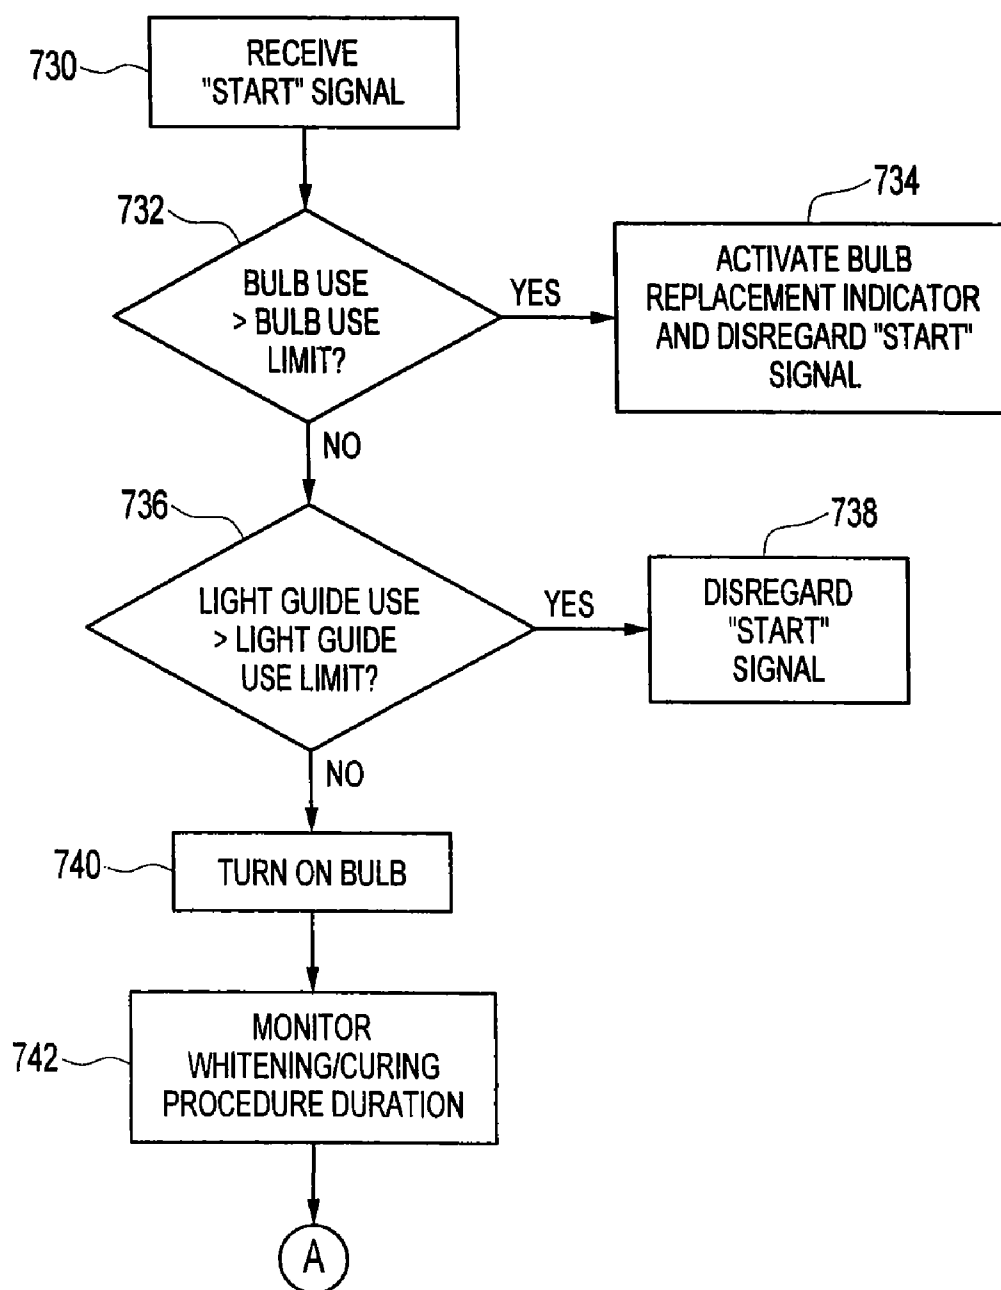 730
RECEIVE
"START" SIGNAL
732
BULB USE
> BULB USE
LIMIT?
YES
734
ACTIVATE BULB
REPLACEMENT INDICATOR
AND DISREGARD "START"
SIGNAL
NO
736
LIGHT GUIDE USE
> LIGHT GUIDE
USE LIMIT?
YES
738
DISREGARD
"START"
SIGNAL
NO
740
TURN ON BULB
742
MONITOR
WHITENING/CURING
PROCEDURE DURATION
A